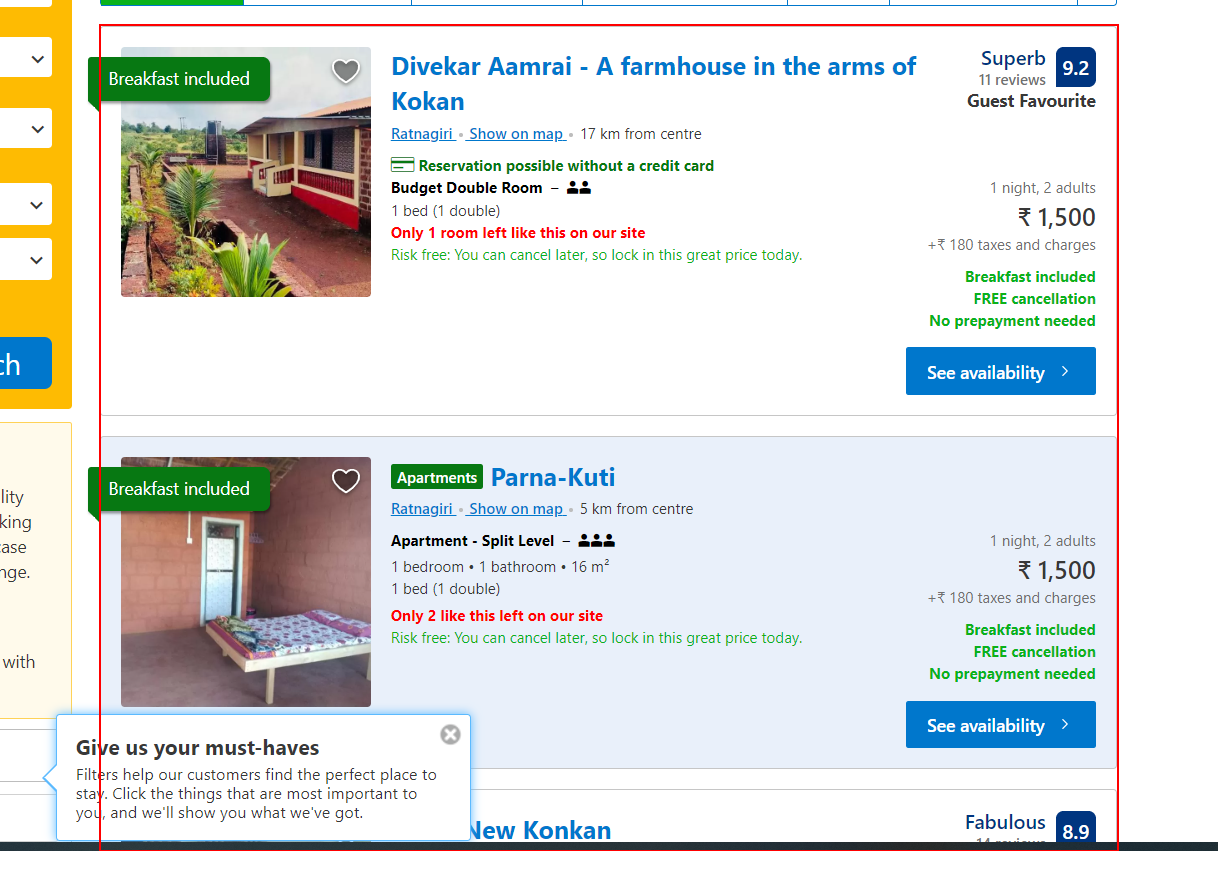 Breakfast included
Divekar Aamrai - A farmhouse in the arms of
Kokan
Ratnagiri • Show on map • 17 km from centre
Reservation possible without a credit card
Budget Double Room –
1 bed (1 double)
Only 1 room left like this on our site
Risk free: You can cancel later, so lock in this great price today.
Superb 9.2
11 reviews
Guest Favourite
1 night, 2 adults
₹ 1,500
+₹ 180 taxes and charges
Breakfast included
FREE cancellation
No prepayment needed
See availability
ch
Breakfast included
Apartments Parna-Kuti
Ratnagiri • Show on map • 5 km from centre
Apartment - Split Level –
1 bedroom • 1 bathroom • 16 m²
1 bed (1 double)
Only 2 like this left on our site
Risk free: You can cancel later, so lock in this great price today.
1 night, 2 adults
₹ 1,500
+₹ 180 taxes and charges
Breakfast included
FREE cancellation
No prepayment needed
See availability
lity
king
ase
nge.
with
Give us your must-haves
Filters help our customers find the perfect place to
stay. Click the things that are most important to
you, and we'll show you what we've got.
New Konkan
Fabulous 8.9